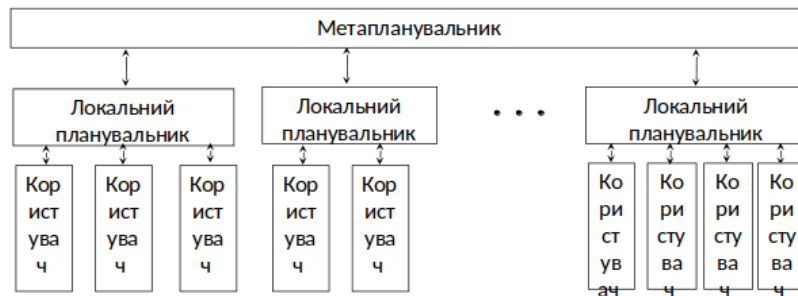 Метапланувальник
Локальний
планувальник
Локальний
планувальник
. . .
Локальний
планувальник
Кор
ист
ува
ч
Кор
ист
ува
ч
Кор
ист
ува
ч
Кор
ист
ува
ч
Кор
ист
ува
ч
Ко
ри
ст
ув
ач
Ко
ри
сту
ва
ч
Ко
ри
сту
ва
ч
Ко
ри
сту
ва
ч